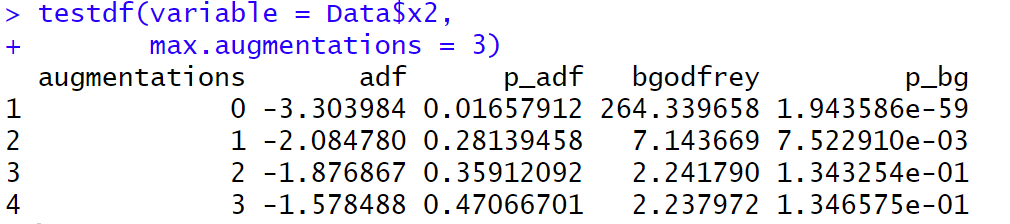 > testdf(variable = Data$x2,
+        max.augmentations = 3)
  augmentations       adf      p_adf   bgodfrey         p_bg
1             0 -3.303984 0.01657912 264.339658 1.943586e-59
2             1 -2.084780 0.28139458   7.143669 7.522910e-03
3             2 -1.876867 0.35912092   2.241790 1.343254e-01
4             3 -1.578488 0.47066701   2.237972 1.346575e-01